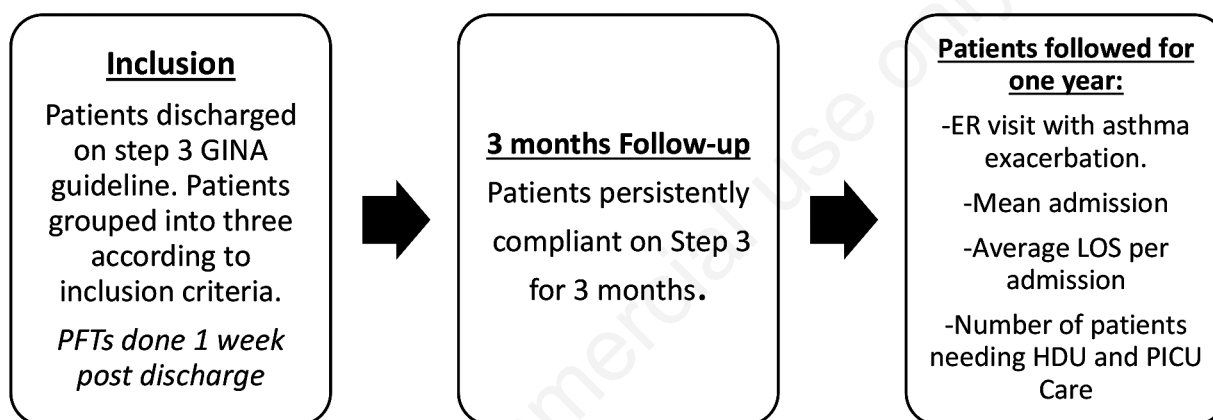 Inclusion
Patients discharged
on step 3 GINA
guideline. Patients
grouped into three
according to
inclusion criteria.
PFTs done 1 week
post discharge
3 months Follow-up
Patients persistently
compliant on Step 3
for 3 months.
Patients followed for
one year:
-ER visit with asthma
exacerbation.
-Mean admission
-Average LOS per
admission
-Number of patients
needing HDU and PICU
Care
mercial use only